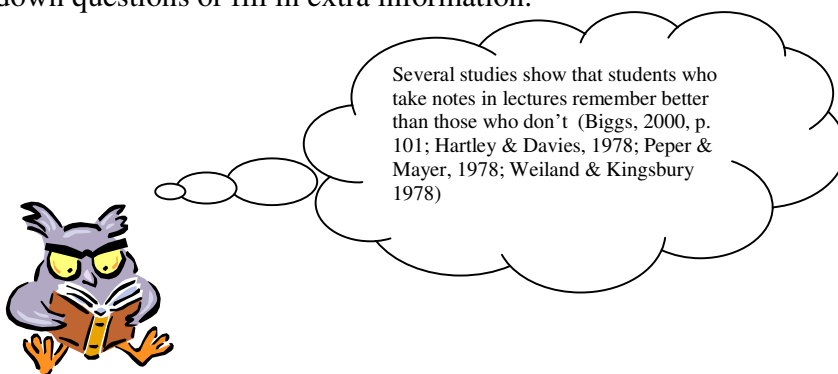 down questions or fill in extra information.
Several studies show that students who
take notes in lectures remember better
than those who don't  (Biggs, 2000, p.
101; Hartley & Davies, 1978; Peper &
Mayer, 1978; Weiland & Kingsbury
1978)